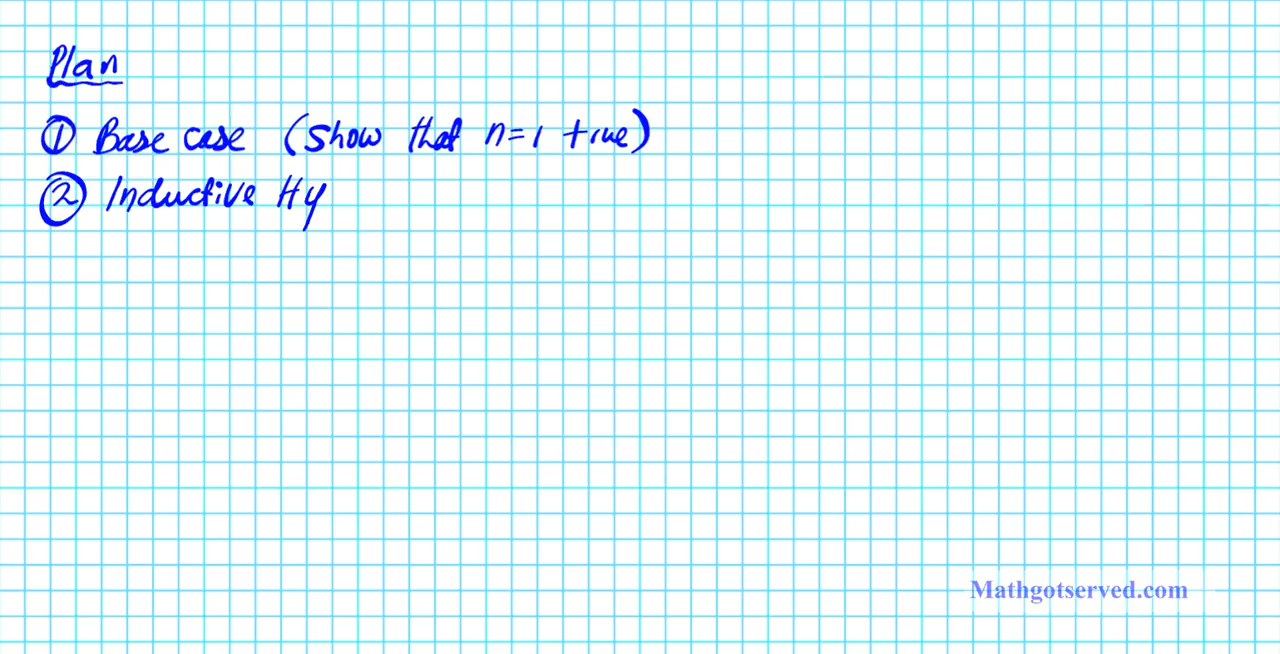 Plan
① Base case (show that n=1 true)
② Inductive Hy
Mathgotserved.com